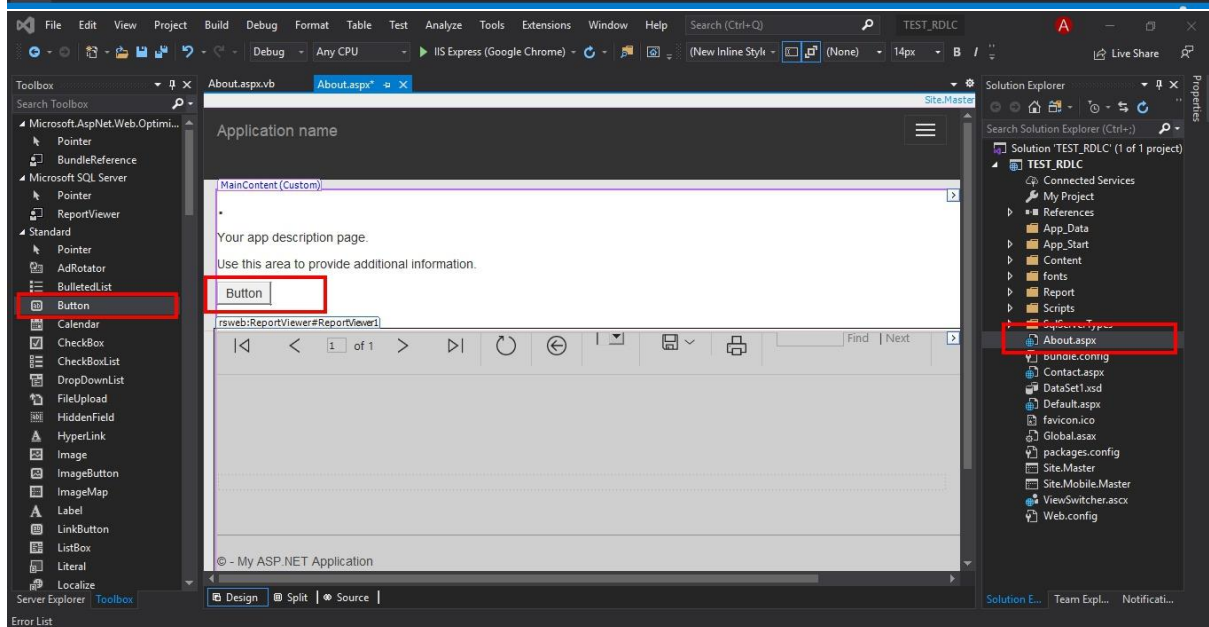 File Edit View Project Build Debug Format Table Test Analyze Tools Extensions Window Help Search (Ctrl+Q) TEST_RDLC A
Debug Any CPU IIS Express (Google Chrome) (New Inline Style (None) 14px B I Live Share
Toolbox
Search Toolbox
Microsoft.AspNet.Web.Optimi...
Pointer
BundleReference
Microsoft SQL Server
Pointer
ReportViewer
Standard
Pointer
AdRotator
BulletedList
Button
Calendar
CheckBox
CheckBoxList
DropDownList
FileUpload
HiddenField
HyperLink
Image
ImageButton
ImageMap
Label
LinkButton
ListBox
Literal
Localize
Server Explorer Toolbox
Error List
About.aspx.vb About.aspx*
Site.Master
Application name
MainContent (Custom)
.
Your app description page.
Use this area to provide additional information.
Button
rsweb:ReportViewer#ReportViewer1
1 of 1 Find | Next
© - My ASP.NET Application
Design Split Source
Solution Explorer
Search Solution Explorer (Ctrl+;)
Solution 'TEST_RDLC' (1 of 1 project)
TEST_RDLC
Connected Services
My Project
References
App_Data
App_Start
Content
fonts
Report
Scripts
SqlServerTypes
About.aspx
Bundle.config
Contact.aspx
DataSet1.xsd
Default.aspx
favicon.ico
Global.asax
packages.config
Site.Master
Site.Mobile.Master
ViewSwitcher.ascx
Web.config
Solution E... Team Expl... Notificati...
Properties